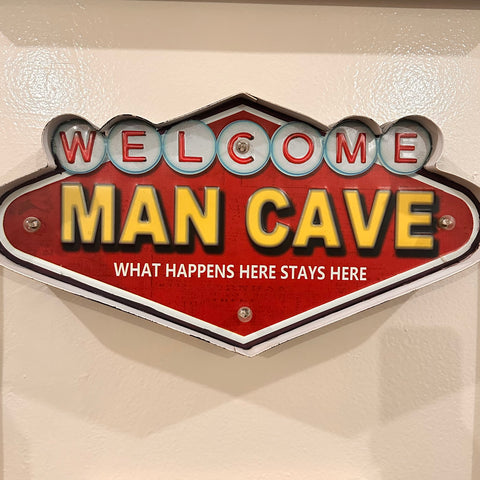 WELCOME
MAN CAVE
WHAT HAPPENS HERE STAYS HERE